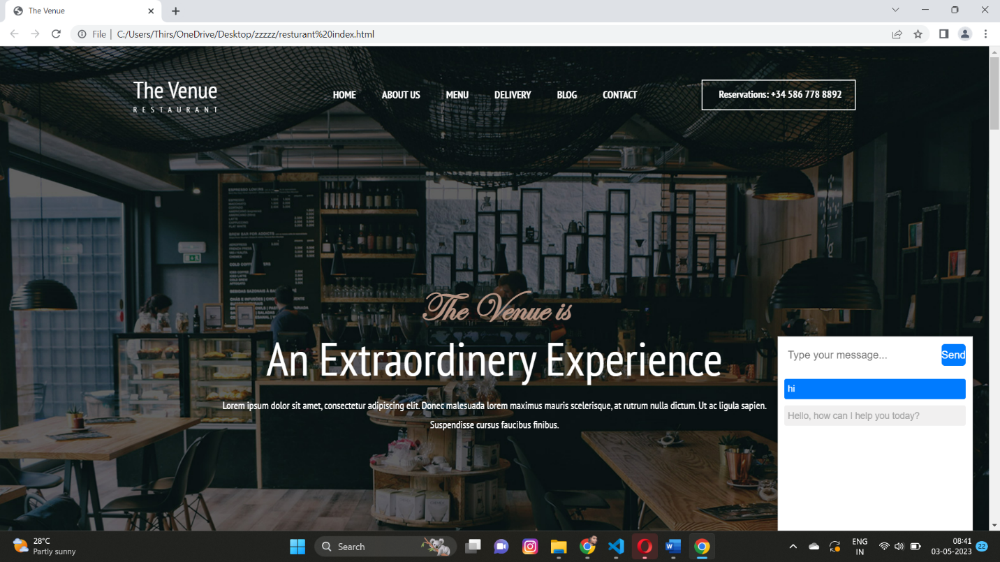 The Venue
File | C:/Users/Thirs/OneDrive/Desktop/zzzzz/resturant%20index.html
The Venue
RESTAURANT
HOME ABOUT US MENU DELIVERY BLOG CONTACT
Reservations: +34 586 778 8892
The Venue is
An Extraordinery Experience
Lorem ipsum dolor sit amet, consectetur adipiscing elit. Donec malesuada lorem maximus mauris scelerisque, at rutrum nulla dictum. Ut ac ligula sapien.
Suspendisse cursus faucibus finibus.
Type your message...
Send
hi
Hello, how can I help you today?
28°C
Partly sunny
Search
ENG
IN
08:41
03-05-2023
22